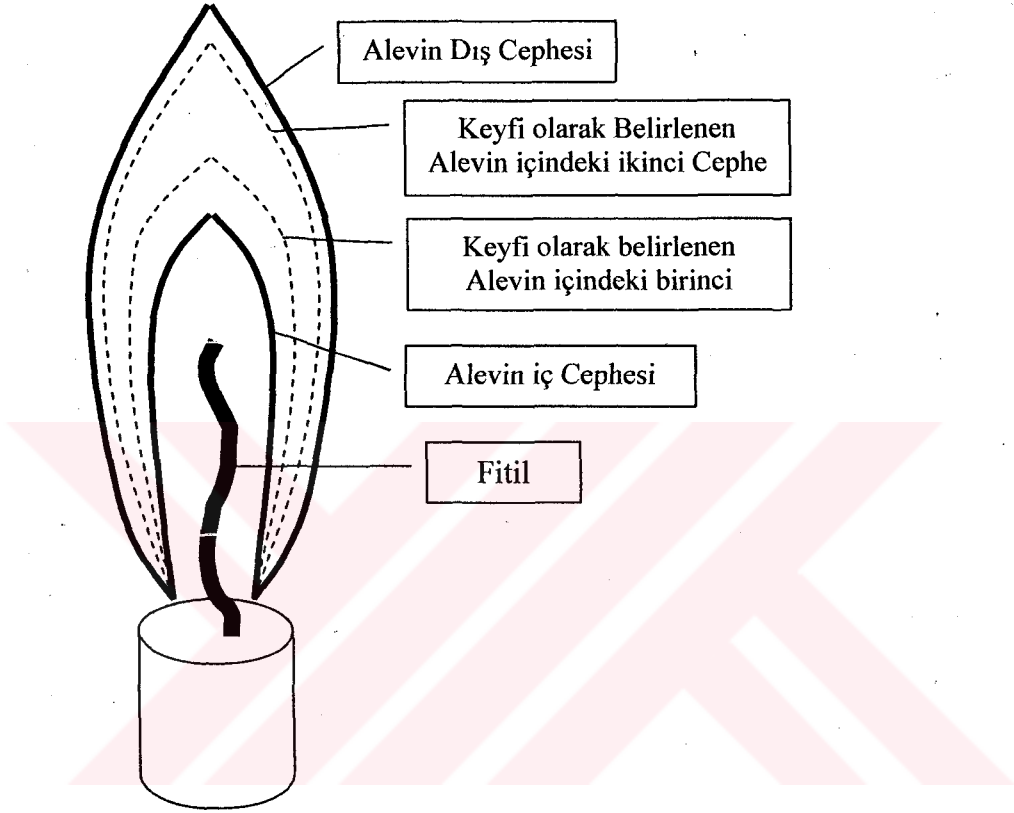 Alevin Dış Cephesi
Keyfi olarak Belirlenen
Alevin içindeki ikinci Cephe
Keyfi olarak belirlenen
Alevin içindeki birinci
Alevin iç Cephesi
Fitil